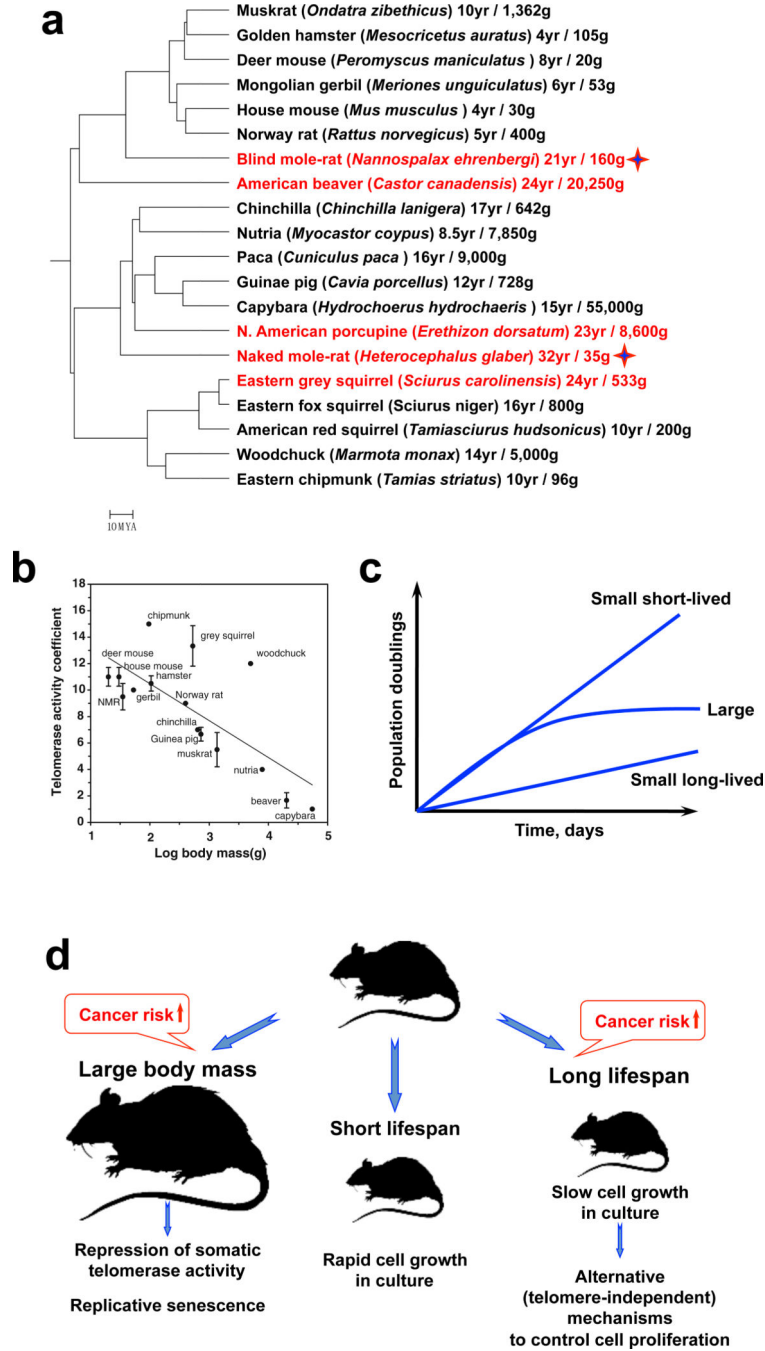 a
Muskrat (Ondatra zibethicus) 10yr / 1,362g
Golden hamster (Mesocricetus auratus) 4yr / 105g
Deer mouse (Peromyscus maniculatus ) 8yr / 20g
Mongolian gerbil (Meriones unguiculatus) 6yr / 53g
House mouse (Mus musculus ) 4yr / 30g
Norway rat (Rattus norvegicus) 5yr / 400g
Blind mole-rat (Nannospalax ehrenbergi) 21yr / 160g
American beaver (Castor canadensis) 24yr / 20,250g
Chinchilla (Chinchilla lanigera) 17yr / 642g
Nutria (Myocastor coypus) 8.5yr / 7,850g
Paca (Cuniculus paca ) 16yr / 9,000g
Guinae pig (Cavia porcellus) 12yr / 728g
Capybara (Hydrochoerus hydrochaeris ) 15yr / 55,000g
N. American porcupine (Erethizon dorsatum) 23yr / 8,600g
Naked mole-rat (Heterocephalus glaber) 32yr / 35g
Eastern grey squirrel (Sciurus carolinensis) 24yr / 533g
Eastern fox squirrel (Sciurus niger) 16yr / 800g
American red squirrel (Tamiasciurus hudsonicus) 10yr / 200g
Woodchuck (Marmota monax) 14yr / 5,000g
Eastern chipmunk (Tamias striatus) 10yr / 96g
10MYA
b
Telomerase activity coefficient
18
16
14
12
10
8
6
4
2
0
chipmunk
grey squirrel
woodchuck
deer mouse
house mouse
hamster
NMR
gerbil
Norway rat
chinchilla
Guinea pig
muskrat
nutria
beaver
capybara
1 2 3 4 5
Log body mass(g)
c
Population doublings
Small short-lived
Large
Small long-lived
Time, days
d
Cancer risk
Large body mass
Repression of somatic
telomerase activity
Replicative senescence
Short lifespan
Rapid cell growth
in culture
Cancer risk
Long lifespan
Slow cell growth
in culture
Alternative
(telomere-independent)
mechanisms
to control cell proliferation